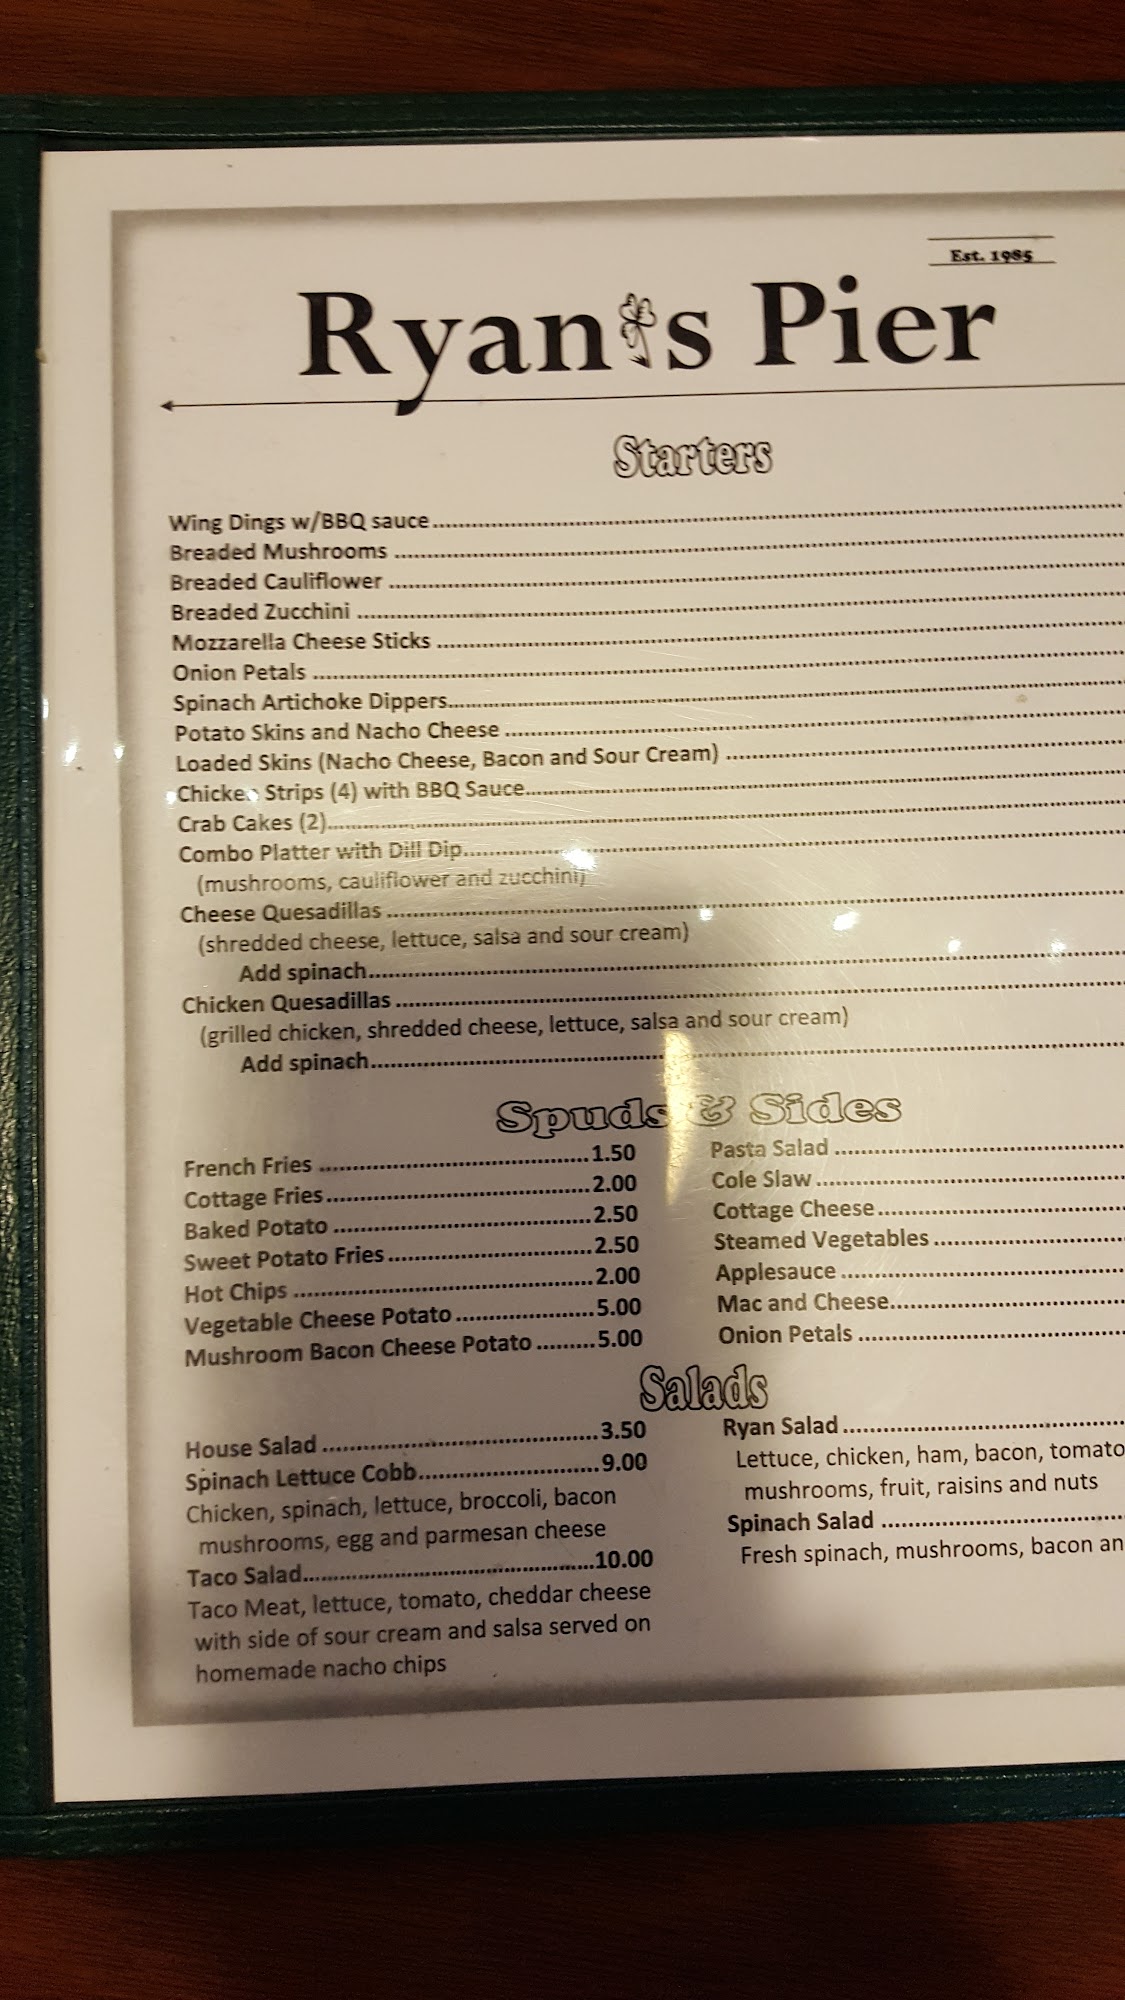 Est. 1985
Ryan's Pier
Starters
Wing Dings w/BBQ sauce
Breaded Mushrooms
Breaded Cauliflower
Breaded Zucchini
Mozzarella Cheese Sticks
Onion Petals
Spinach Artichoke Dippers
Potato Skins and Nacho Cheese
Loaded Skins (Nacho Cheese, Bacon and Sour Cream)
Chicken Strips (4) with BBQ Sauce
Crab Cakes (2)
Combo Platter with Dill Dip
(mushrooms, cauliflower and zucchini)
Cheese Quesadillas
(shredded cheese, lettuce, salsa and sour cream)
Add spinach
Chicken Quesadillas
(grilled chicken, shredded cheese, lettuce, salsa and sour cream)
Add spinach
Spuds & Sides
French Fries 1.50
Cottage Fries 2.00
Baked Potato 2.50
Sweet Potato Fries 2.50
Hot Chips 2.00
Vegetable Cheese Potato 5.00
Mushroom Bacon Cheese Potato 5.00
Pasta Salad
Cole Slaw
Cottage Cheese
Steamed Vegetables
Applesauce
Mac and Cheese
Onion Petals
Salads
House Salad 3.50
Spinach Lettuce Cobb 9.00
Chicken, spinach, lettuce, broccoli, bacon
mushrooms, egg and parmesan cheese
Taco Salad 10.00
Taco Meat, lettuce, tomato, cheddar cheese
with side of sour cream and salsa served on
homemade nacho chips
Ryan Salad
Lettuce, chicken, ham, bacon, tomato
mushrooms, fruit, raisins and nuts
Spinach Salad
Fresh spinach, mushrooms, bacon an